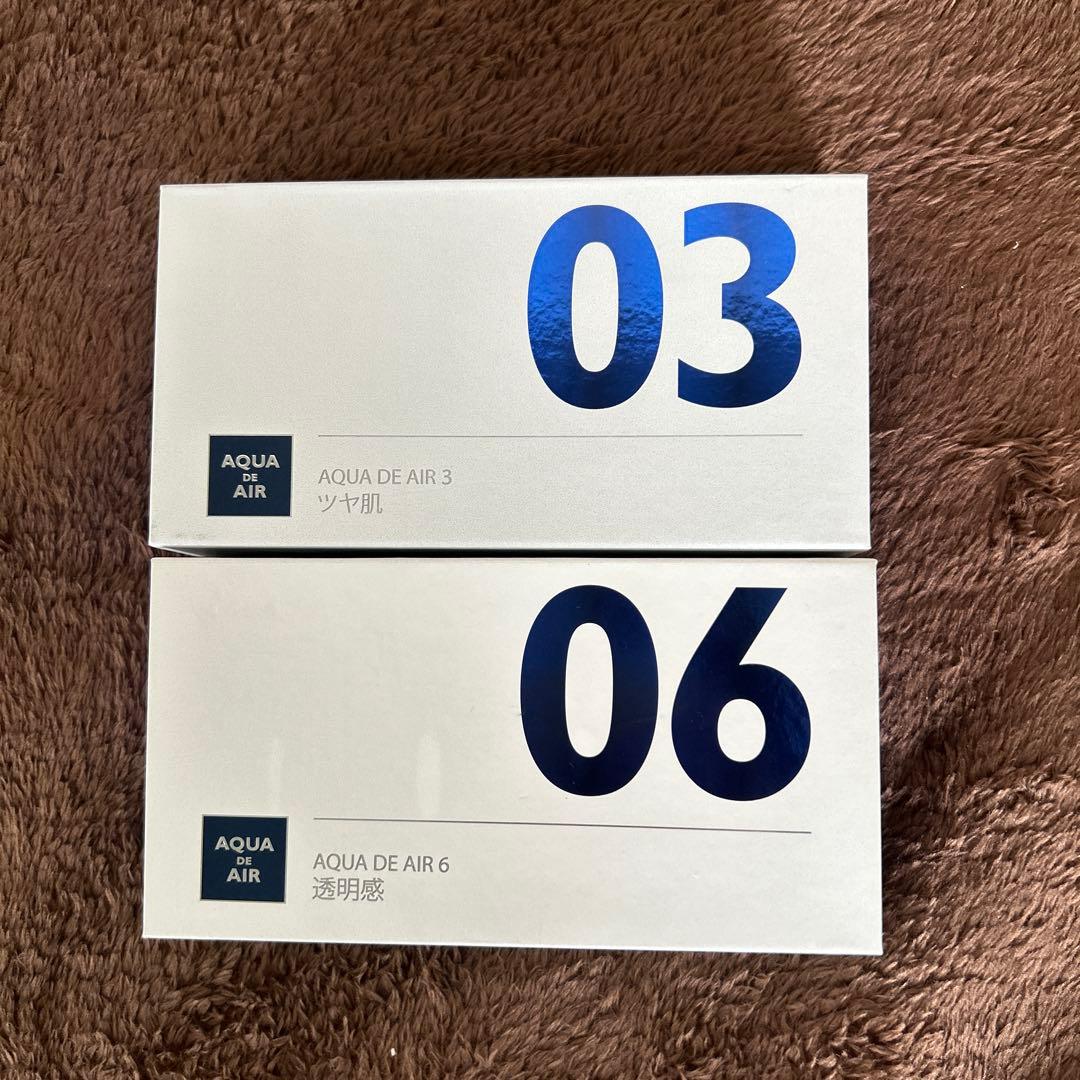 03
AQUA
DE
AIR
AQUA DE AIR 3
ツヤ肌
06
AQUA
DE
AIR
AQUA DE AIR 6
透明感